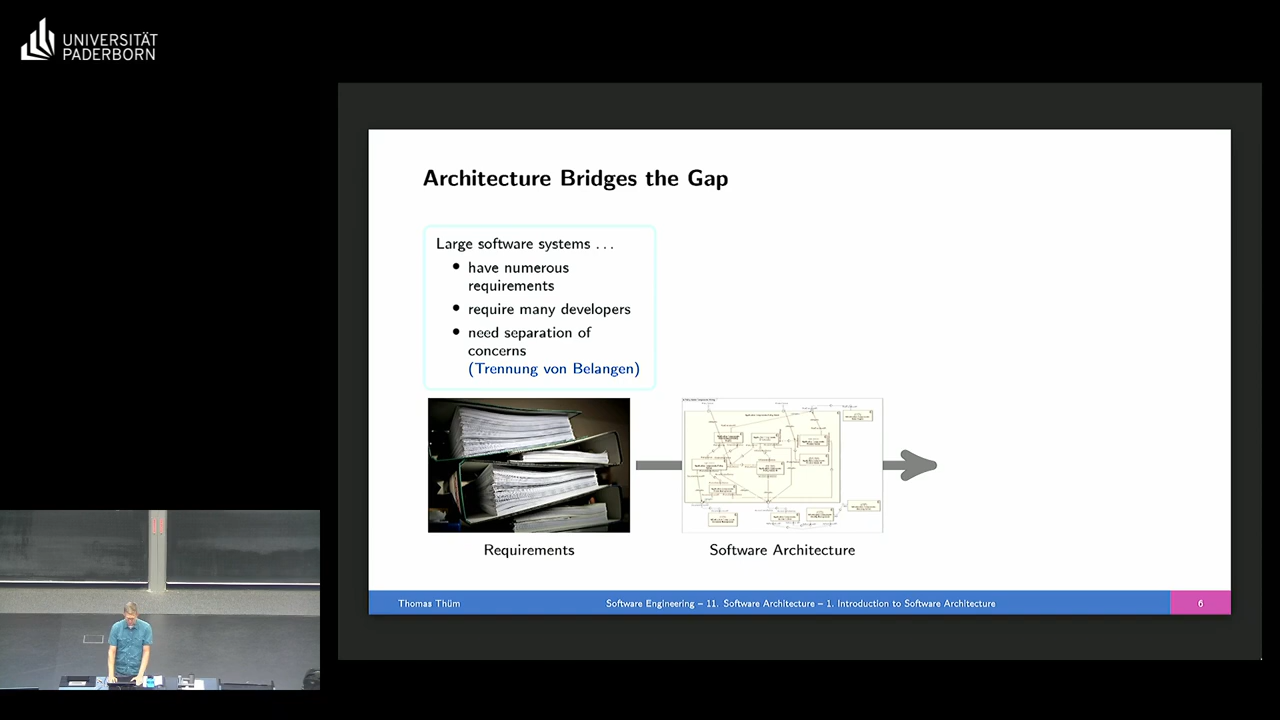 UNIVERSITÄT
PADERBORN
Architecture Bridges the Gap
Large software systems ...
• have numerous
requirements
• require many developers
• need separation of
concerns
(Trennung von Belangen)
Requirements
Software Architecture
Thomas Thüm
Software Engineering – 11. Software Architecture – 1. Introduction to Software Architecture
6